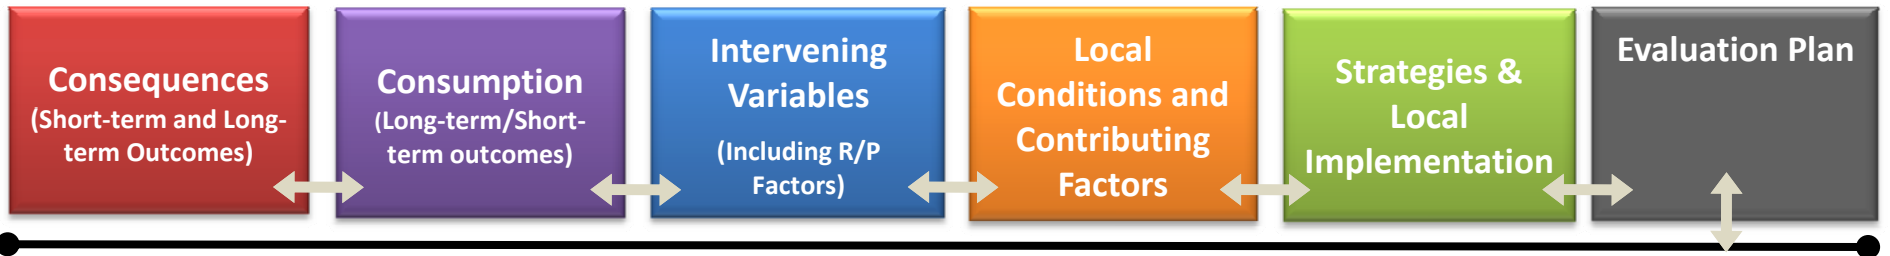 Consequences
(Short-term and Long-
term Outcomes)
Consumption
(Long-term/Short-
term outcomes)
Intervening
Variables
(Including R/P
Factors)
Local
Conditions and
Contributing
Factors
Strategies &
Local
Implementation
Evaluation Plan